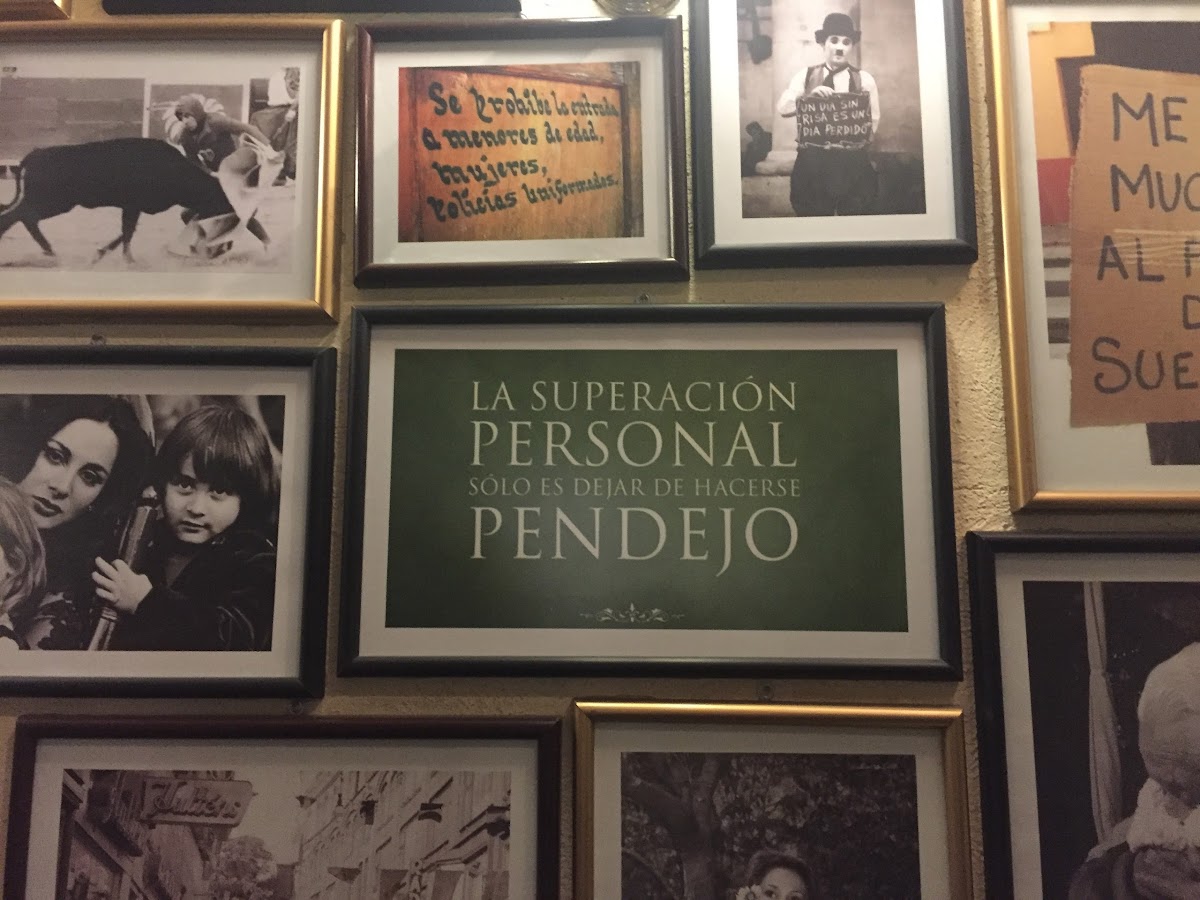 Se prohibe la entrada
a menores de edad,
mujeres,
policias uniformados.
UN DIA SIN
RISA ES UN
DIA PERDIDO
ME
MUC
AL P
D
SUE
LA SUPERACIÓN
PERSONAL
SÓLO ES DEJAR DE HACERSE
PENDEJO